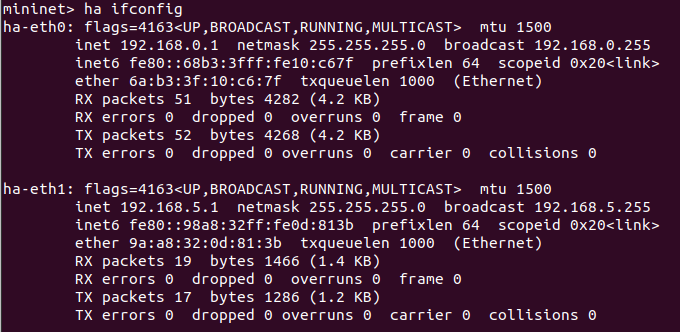 mininet> ha ifconfig
ha-eth0: flags=4163<UP,BROADCAST,RUNNING,MULTICAST>  mtu 1500
        inet 192.168.0.1  netmask 255.255.255.0  broadcast 192.168.0.255
        inet6 fe80::68b3:3fff:fe10:c67f  prefixlen 64  scopeid 0x20<link>
        ether 6a:b3:3f:10:c6:7f  txqueuelen 1000  (Ethernet)
        RX packets 51  bytes 4282 (4.2 KB)
        RX errors 0  dropped 0  overruns 0  frame 0
        TX packets 52  bytes 4268 (4.2 KB)
        TX errors 0  dropped 0 overruns 0  carrier 0  collisions 0

ha-eth1: flags=4163<UP,BROADCAST,RUNNING,MULTICAST>  mtu 1500
        inet 192.168.5.1  netmask 255.255.255.0  broadcast 192.168.5.255
        inet6 fe80::98a8:32ff:fe0d:813b  prefixlen 64  scopeid 0x20<link>
        ether 9a:a8:32:0d:81:3b  txqueuelen 1000  (Ethernet)
        RX packets 19  bytes 1466 (1.4 KB)
        RX errors 0  dropped 0  overruns 0  frame 0
        TX packets 17  bytes 1286 (1.2 KB)
        TX errors 0  dropped 0 overruns 0  carrier 0  collisions 0